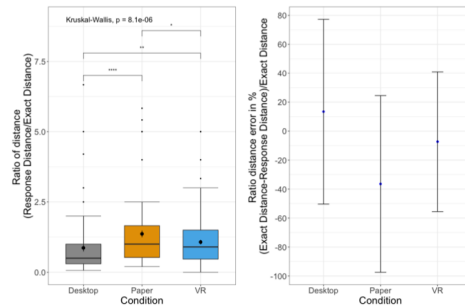 Kruskal-Wallis, p = 8.1e-06
*
**
****
7.5
5.0
2.5
0.0
Ratio of distance
(Response Distance/Exact Distance)
Desktop
Paper
VR
Condition
80
60
40
20
0
-20
-40
-60
-80
-100
Ratio distance error in %
(Exact Distance-Response Distance)/Exact Distance
Desktop
Paper
VR
Condition